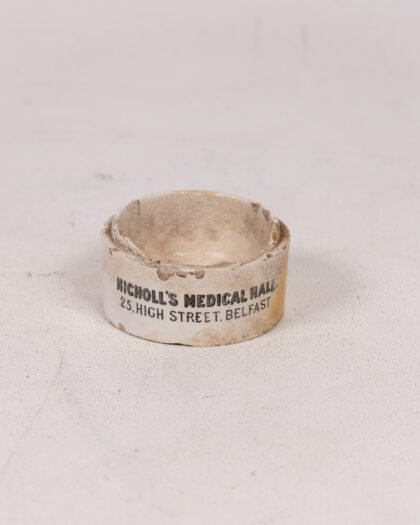 NICHOLL'S MEDICAL HALL.
25, HIGH STREET, BELFAST